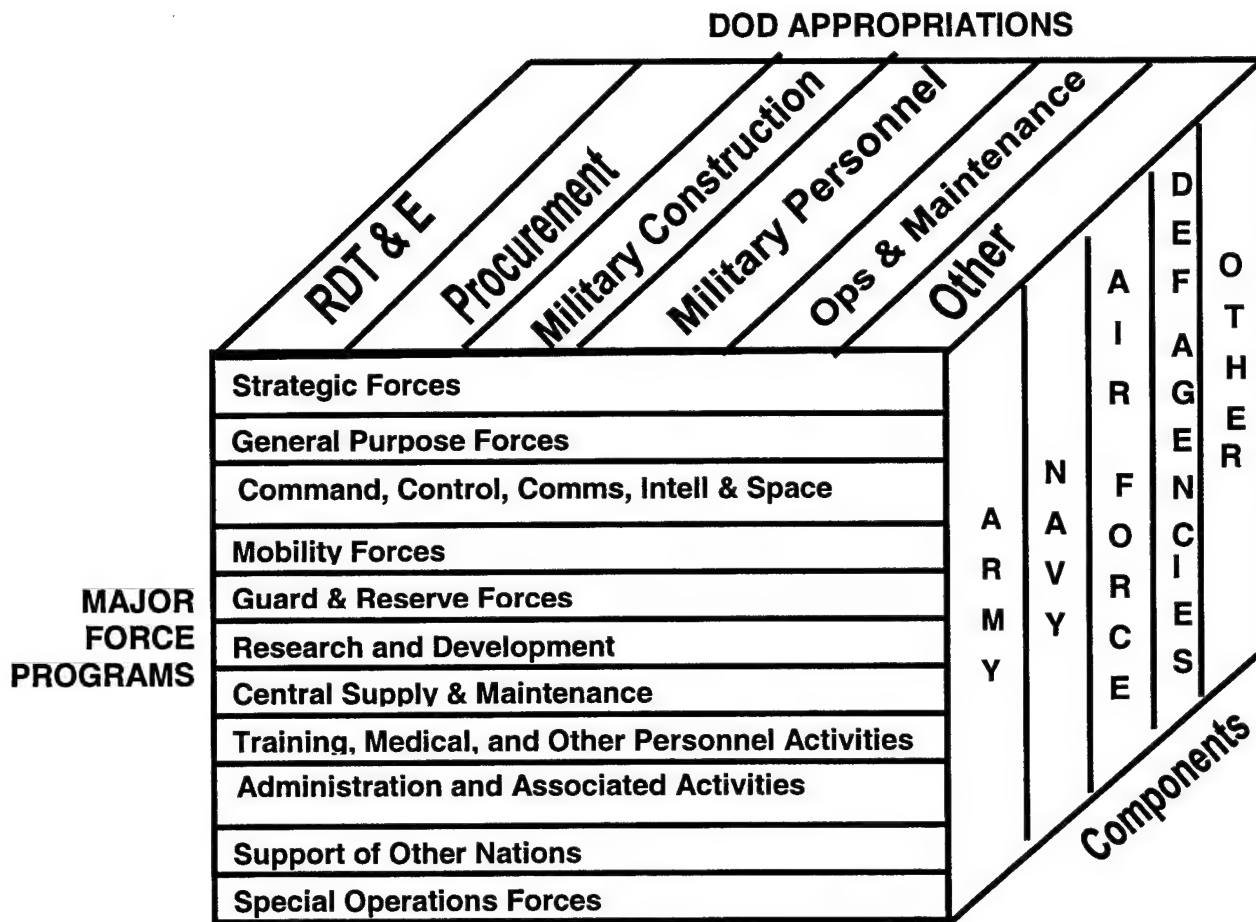 DOD APPROPRIATIONS
RDT & E
Procurement
Military Construction
Military Personnel
Ops & Maintenance
Other
Strategic Forces
General Purpose Forces
Command, Control, Comms, Intell & Space
Mobility Forces
Guard & Reserve Forces
Research and Development
Central Supply & Maintenance
Training, Medical, and Other Personnel Activities
Administration and Associated Activities
Support of Other Nations
Special Operations Forces
MAJOR
FORCE
PROGRAMS
ARMY
NAVY
AIR FORCE
DEF AGENCIES
OTHER
Components